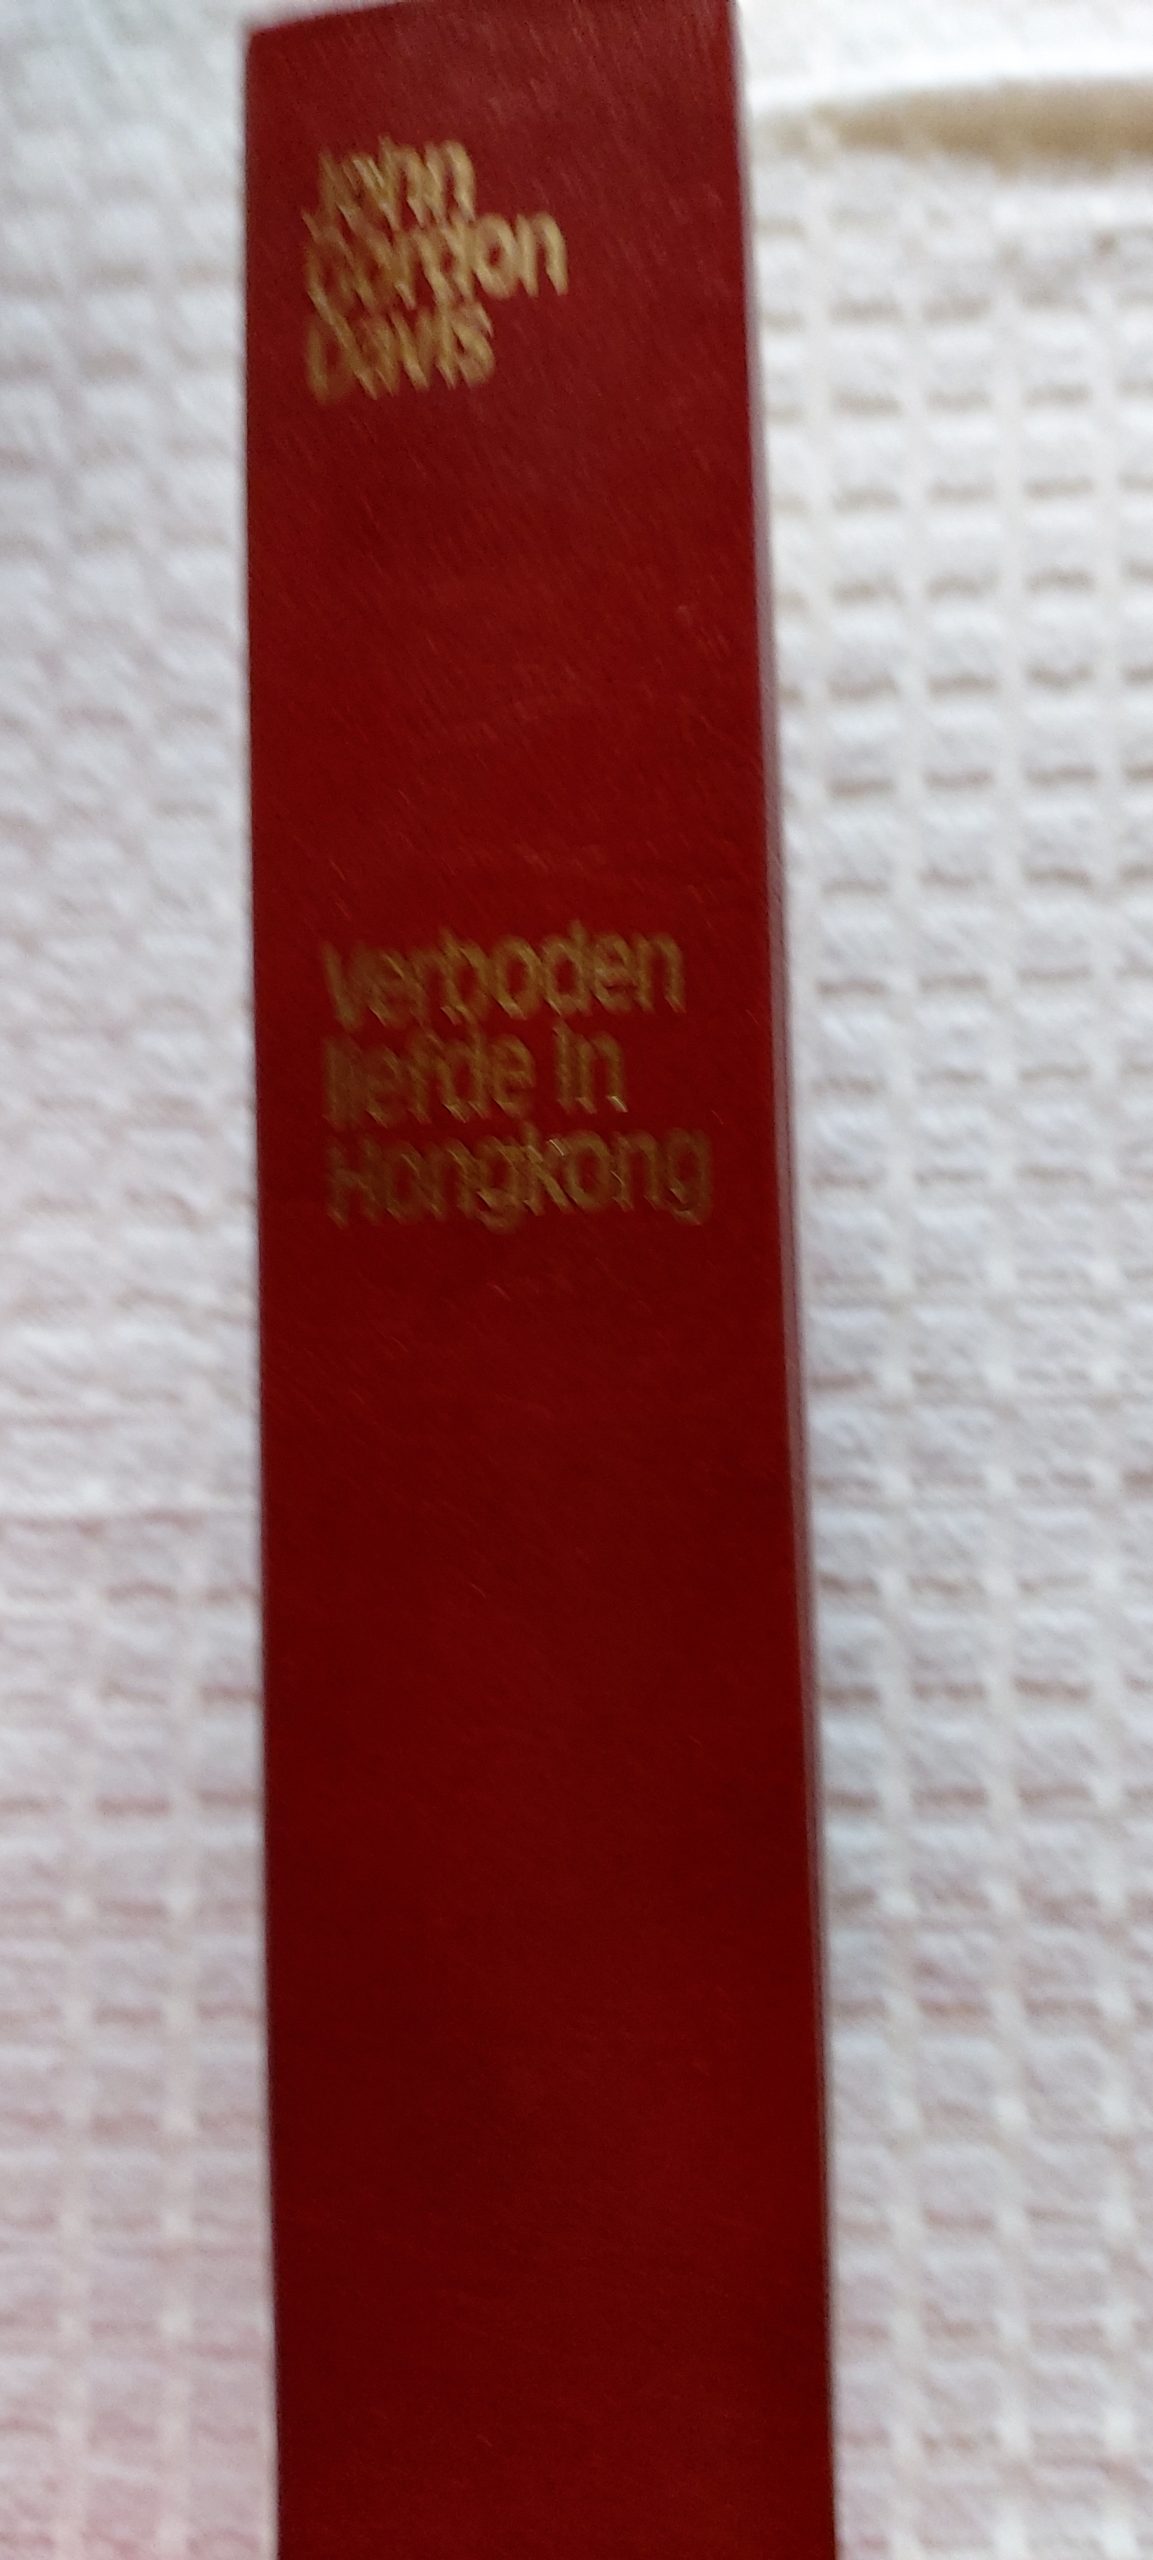 John
Gordon
Davis
Verboden
liefde in
Hongkong